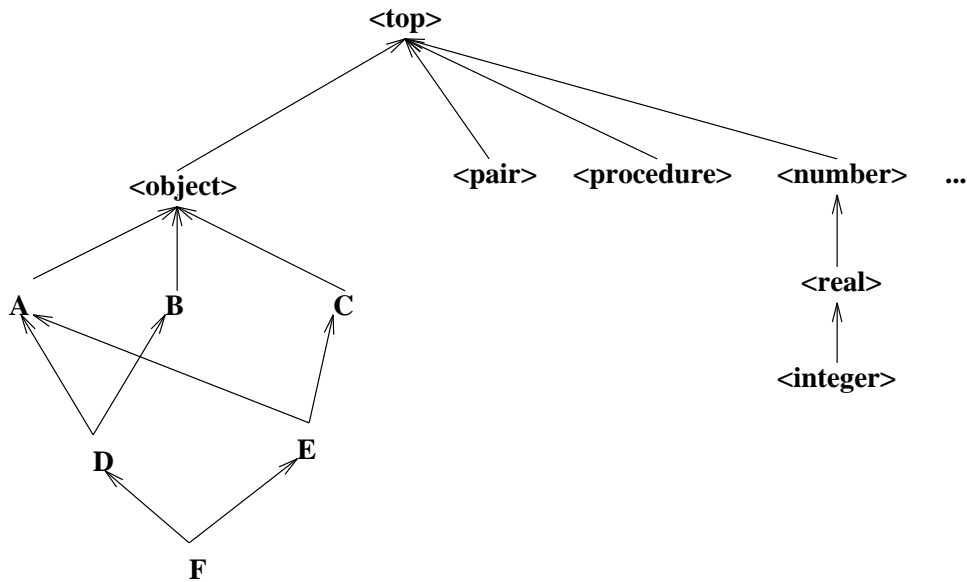 <top>
<object>
<pair> <procedure> <number> ...
<real>
A B C
<integer>
D E
F